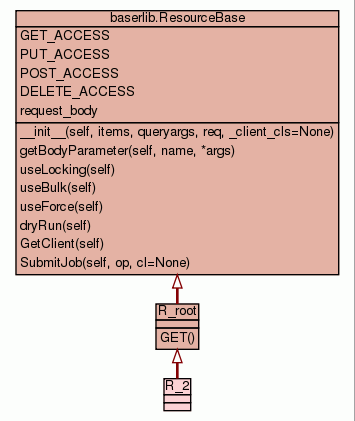 baserlib.ResourceBase
GET_ACCESS
PUT_ACCESS
POST_ACCESS
DELETE_ACCESS
request_body
__init__(self, items, queryargs, req, _client_cls=None)
getBodyParameter(self, name, *args)
useLocking(self)
useBulk(self)
useForce(self)
dryRun(self)
GetClient(self)
SubmitJob(self, op, cl=None)
R_root
GET()
R_2